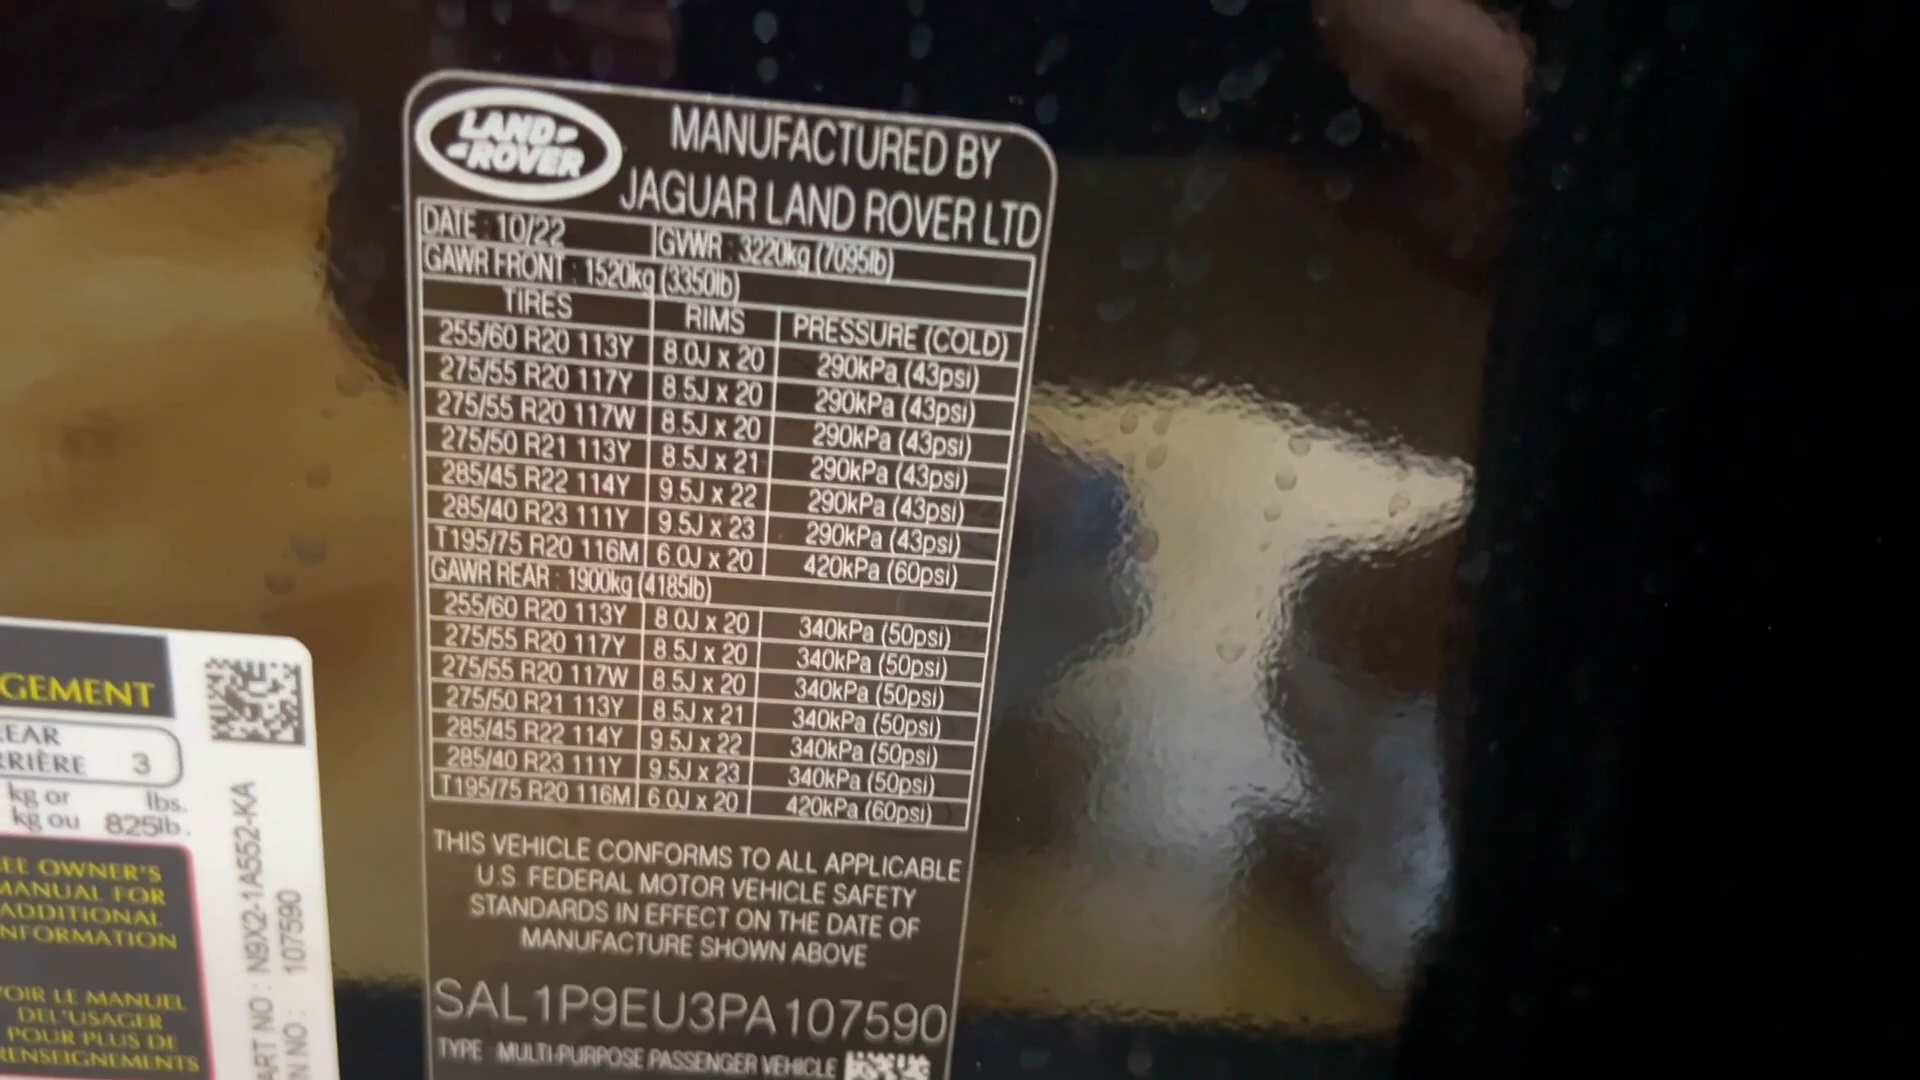 LAND ROVER
MANUFACTURED BY
JAGUAR LAND ROVER LTD
DATE : 10/22 GVWR : 3220kg (7095lb)
GAWR FRONT : 1520kg (3350lb)
TIRES RIMS PRESSURE (COLD)
255/60 R20 113Y 8.0J x 20 290kPa (43psi)
275/55 R20 117Y 8.5J x 20 290kPa (43psi)
275/55 R20 117W 8.5J x 20 290kPa (43psi)
275/50 R21 113Y 8.5J x 21 290kPa (43psi)
285/45 R22 114Y 9.5J x 22 290kPa (43psi)
285/40 R23 111Y 9.5J x 23 290kPa (43psi)
T195/75 R20 116M 6.0J x 20 420kPa (60psi)
GAWR REAR : 1900kg (4185lb)
255/60 R20 113Y 8.0J x 20 340kPa (50psi)
275/55 R20 117Y 8.5J x 20 340kPa (50psi)
275/55 R20 117W 8.5J x 20 340kPa (50psi)
275/50 R21 113Y 8.5J x 21 340kPa (50psi)
285/45 R22 114Y 9.5J x 22 340kPa (50psi)
285/40 R23 111Y 9.5J x 23 340kPa (50psi)
T195/75 R20 116M 6.0J x 20 420kPa (60psi)
THIS VEHICLE CONFORMS TO ALL APPLICABLE
U.S. FEDERAL MOTOR VEHICLE SAFETY
STANDARDS IN EFFECT ON THE DATE OF
MANUFACTURE SHOWN ABOVE
SAL1P9EU3PA107590
TYPE : MULTI-PURPOSE PASSENGER VEHICLE
GEMENT
EAR
RRIÈRE 3
kg or lbs.
kg ou 825lb.
EE OWNER'S
MANUAL FOR
ADDITIONAL
NFORMATION
OIR LE MANUEL
DEL'USAGER
POUR PLUS DE
RENSEIGNEMENTS
ART NO : N9X2-1A552-KA
IN NO : 107590